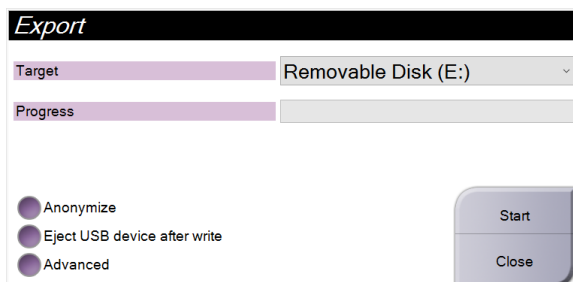 Export
Target Removable Disk (E:)
Progress
Anonymize
Start
Eject USB device after write
Advanced
Close